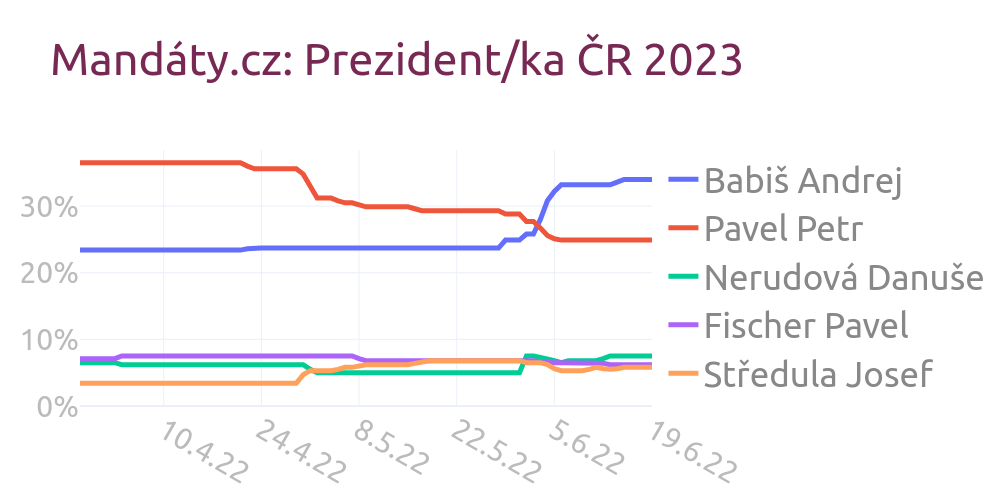 Mandáty.cz: Prezident/ka ČR 2023
Babiš Andrej
Pavel Petr
Nerudová Danuše
Fischer Pavel
Středula Josef
30%
20%
10%
0%
10.4.22
24.4.22
8.5.22
22.5.22
5.6.22
19.6.22